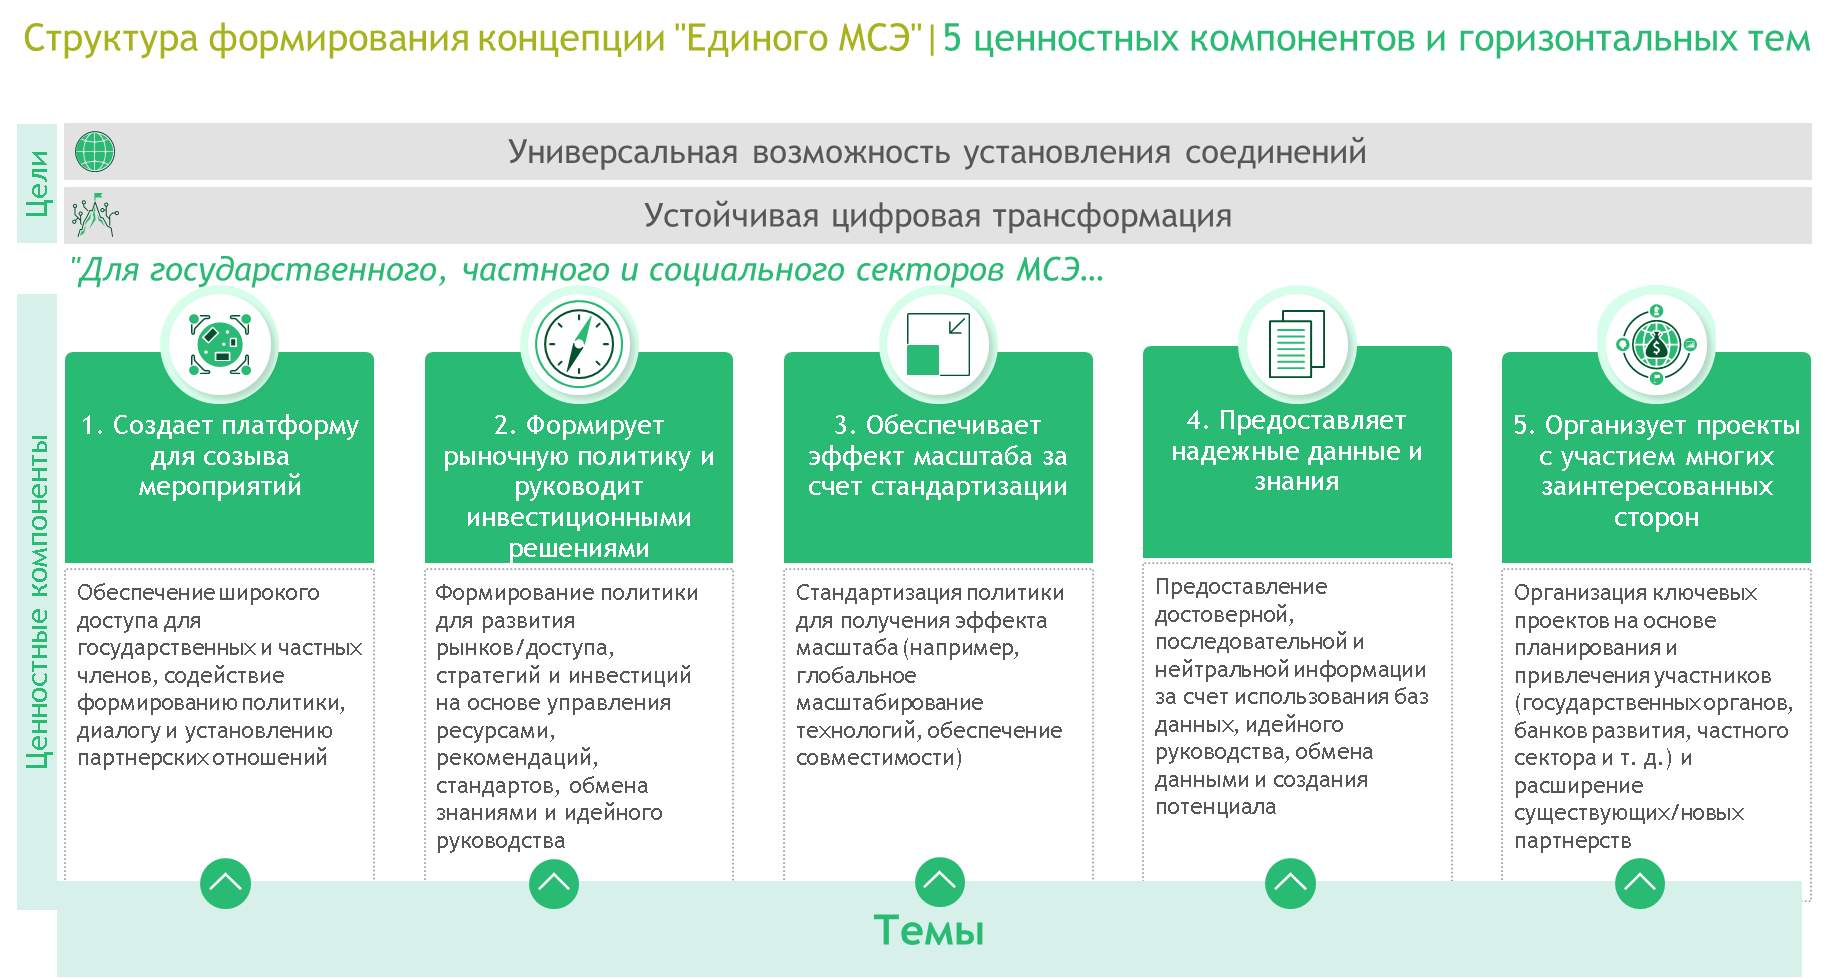 Структура формирования концепции "Единого МСЭ"|5 ценностных компонентов и горизонтальных тем
Цели
Универсальная возможность установления соединений
Устойчивая цифровая трансформация
"Для государственного, частного и социального секторов МСЭ…
Ценностные компоненты
1. Создает платформу
для созыва
мероприятий
Обеспечение широкого
доступа для
государственных и частных
членов, содействие
формированию политики,
диалогу и установлению
партнерских отношений
2. Формирует
рыночную политику и
руководит
инвестиционными
решениями
Формирование политики
для развития
рынков/доступа,
стратегий и инвестиций
на основе управления
ресурсами,
рекомендаций,
стандартов, обмена
знаниями и идейного
руководства
3. Обеспечивает
эффект масштаба за
счет стандартизации
Стандартизация политики
для получения эффекта
масштаба (например,
глобальное
масштабирование
технологий, обеспечение
совместимости)
4. Предоставляет
надежные данные и
знания
Предоставление
достоверной,
последовательной и
нейтральной информации
за счет использования баз
данных, идейного
руководства, обмена
данными и создания
потенциала
5. Организует проекты
с участием многих
заинтересованных
сторон
Организация ключевых
проектов на основе
планирования и
привлечения участников
(государственных органов,
банков развития, частного
сектора и т. д.) и
расширение
существующих/новых
партнерств
Темы